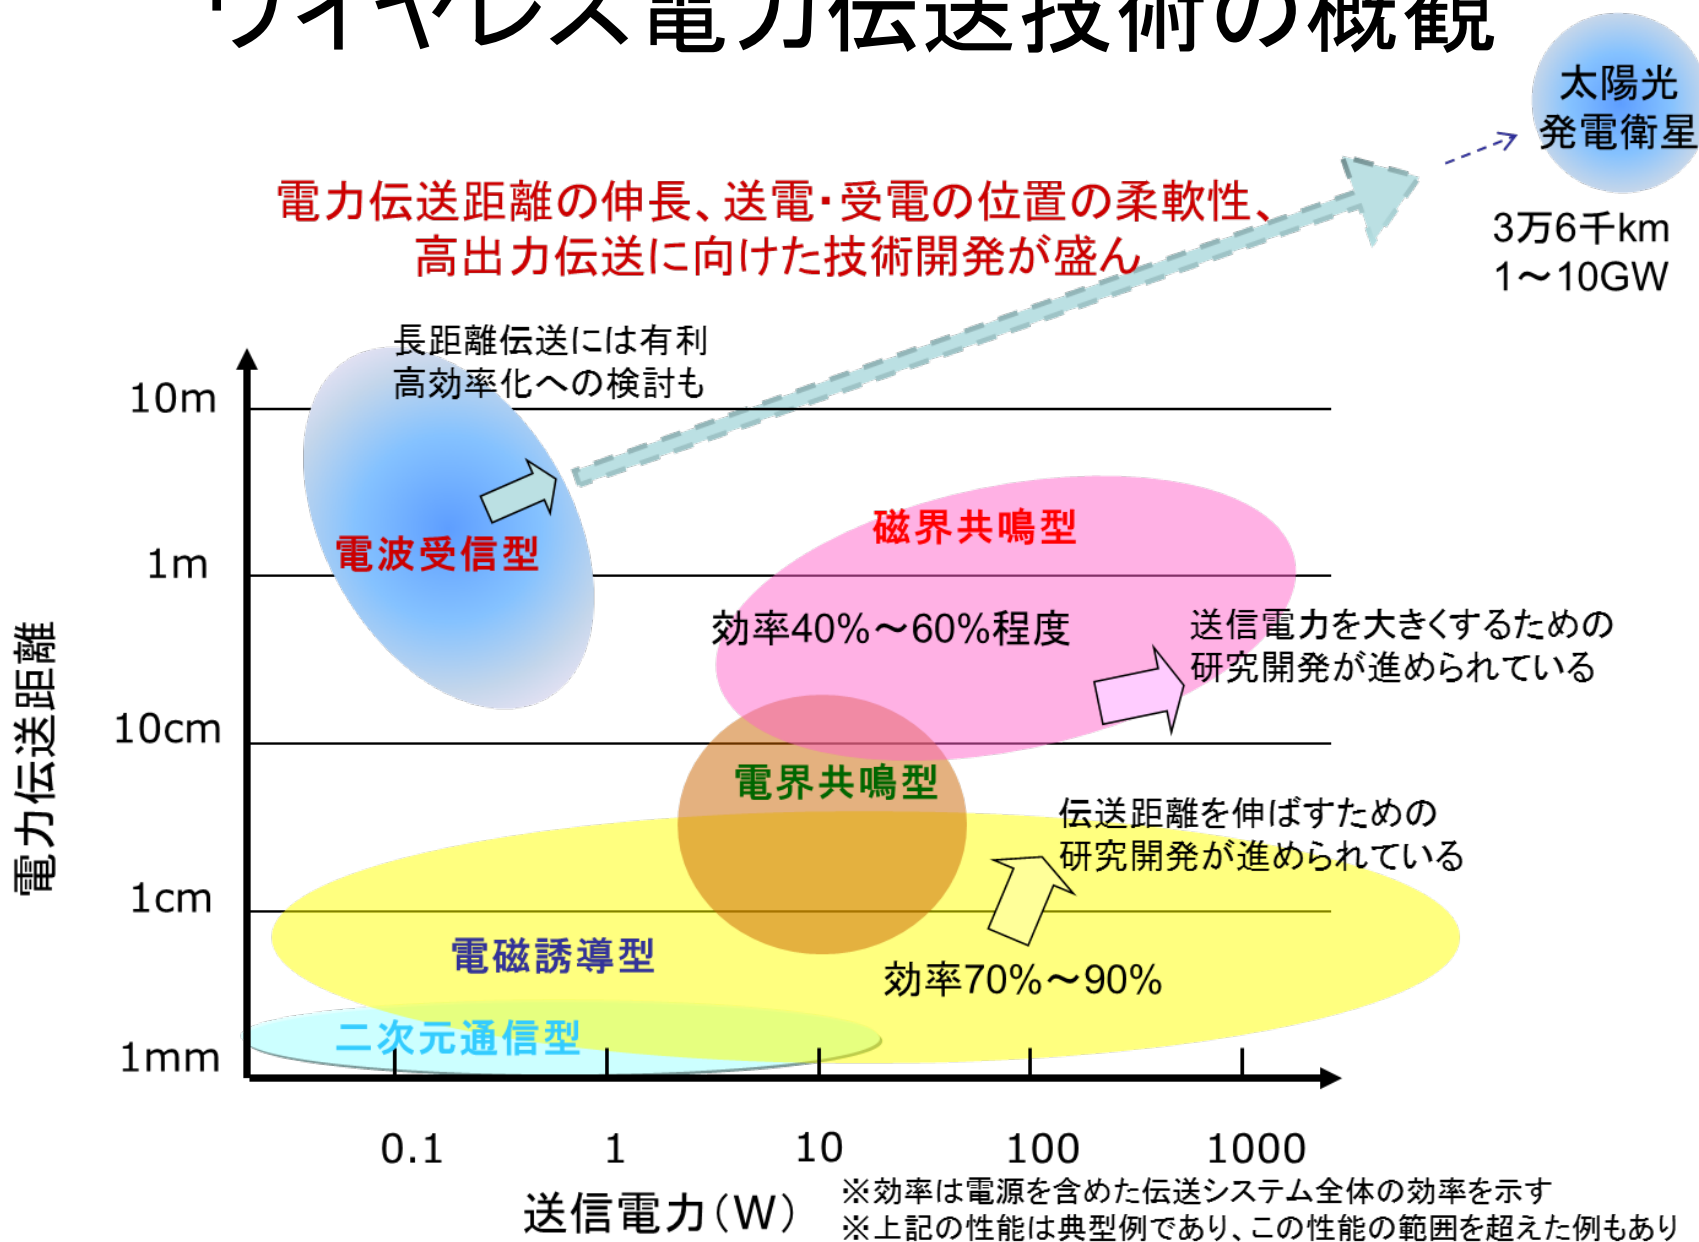 ワイヤレス電力伝送技術の概観
太陽光
発電衛星
3万6千km
1～10GW
電力伝送距離の伸長、送電・受電の位置の柔軟性、
高出力伝送に向けた技術開発が盛ん
長距離伝送には有利
高効率化への検討も
10m
電波受信型
磁界共鳴型
1m
効率40%～60%程度
送信電力を大きくするための
研究開発が進められている
10cm
電界共鳴型
伝送距離を伸ばすための
研究開発が進められている
1cm
電磁誘導型
効率70%～90%
二次元通信型
1mm
電力伝送距離
0.1 1 10 100 1000
送信電力(W)
※効率は電源を含めた伝送システム全体の効率を示す
※上記の性能は典型例であり、この性能の範囲を超えた例もあり